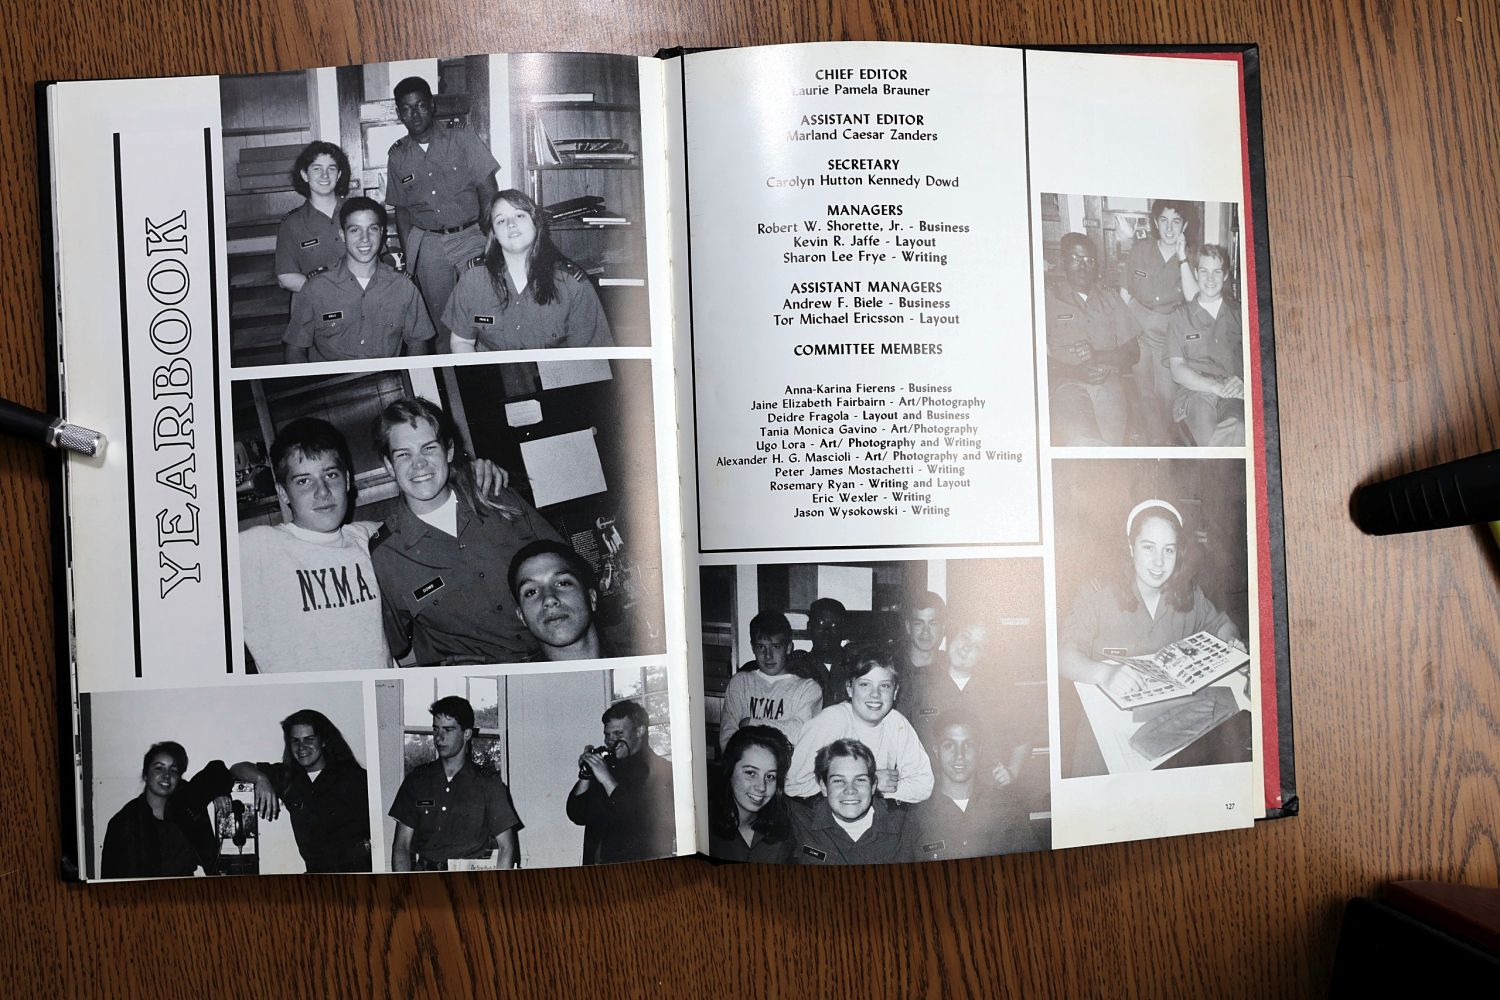 YEARBOOK
N.Y.M.A.
CHIEF EDITOR
Laurie Pamela Brauner
ASSISTANT EDITOR
Marland Caesar Zanders
SECRETARY
Carolyn Hutton Kennedy Dowd
MANAGERS
Robert W. Shorette, Jr. - Business
Kevin R. Jaffe - Layout
Sharon Lee Frye - Writing
ASSISTANT MANAGERS
Andrew F. Biele - Business
Tor Michael Ericsson - Layout
COMMITTEE MEMBERS
Anna-Karina Fierens - Business
Jaine Elizabeth Fairbairn - Art/Photography
Deidre Fragola - Layout and Business
Tania Monica Gavino - Art/Photography
Ugo Lora - Art/ Photography and Writing
Alexander H. G. Mascioli - Art/ Photography and Writing
Peter James Mostachetti - Writing
Rosemary Ryan - Writing and Layout
Eric Wexler - Writing
Jason Wysokowski - Writing
127